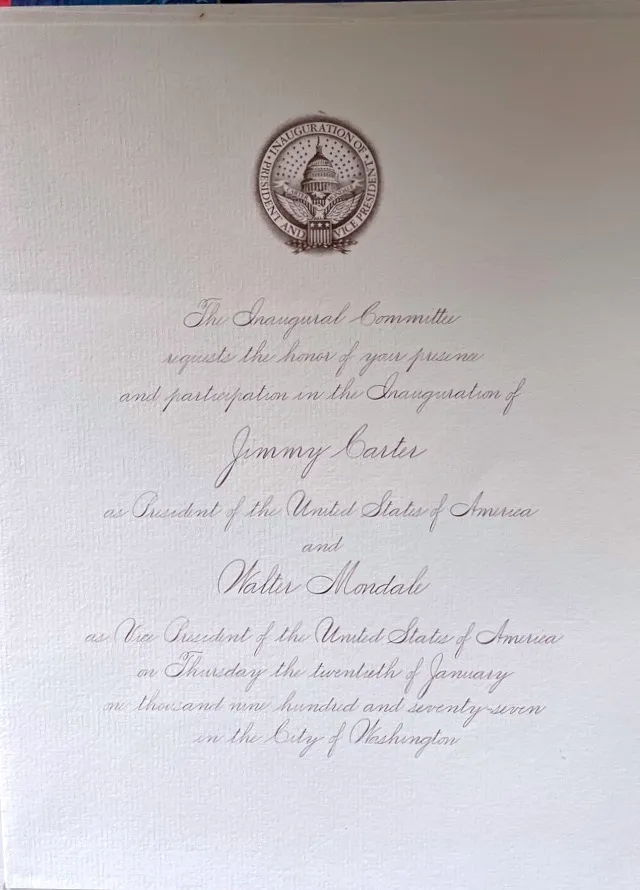 INAUGURATION OF
PRESIDENT AND VICE PRESIDENT
The Inaugural Committee
requests the honor of your presence
and participation in the Inauguration of
Jimmy Carter
as President of the United States of America
and
Walter Mondale
as Vice President of the United States of America
on Thursday the twentieth of January
one thousand nine hundred and seventy-seven
in the City of Washington